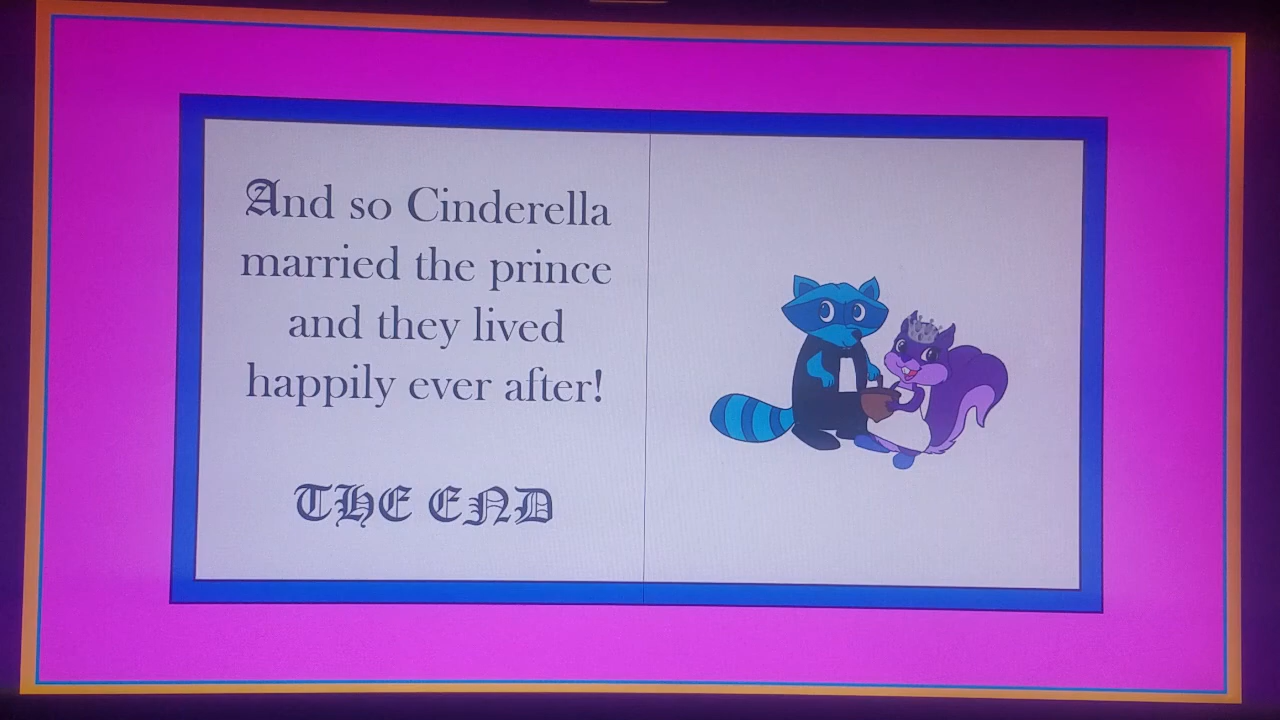 And so Cinderella
married the prince
and they lived
happily ever after!
THE END